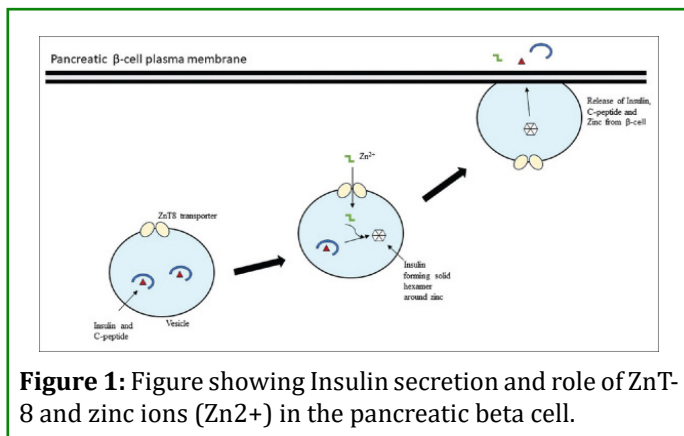 Pancreatic β-cell plasma membrane
Release of Insulin,
C-peptide and
Zinc from β-cell
Zn²⁺
ZnT8 transporter
Insulin
forming solid
hexamer
around zinc
Insulin and
C-peptide
Vesicle
Figure 1: Figure showing Insulin secretion and role of ZnT-
8 and zinc ions (Zn2+) in the pancreatic beta cell.